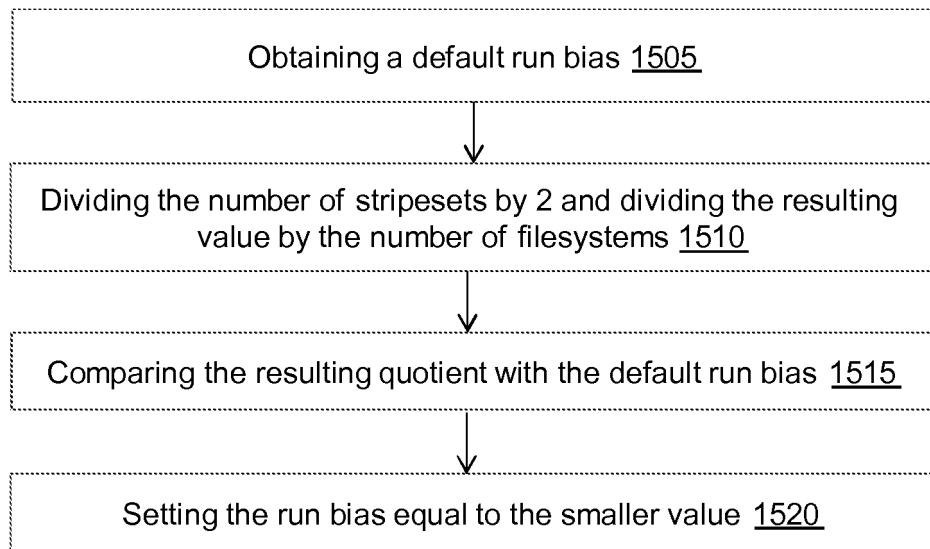 Obtaining a default run bias 1505
Dividing the number of stripesets by 2 and dividing the resulting
value by the number of filesystems 1510
Comparing the resulting quotient with the default run bias 1515
Setting the run bias equal to the smaller value 1520